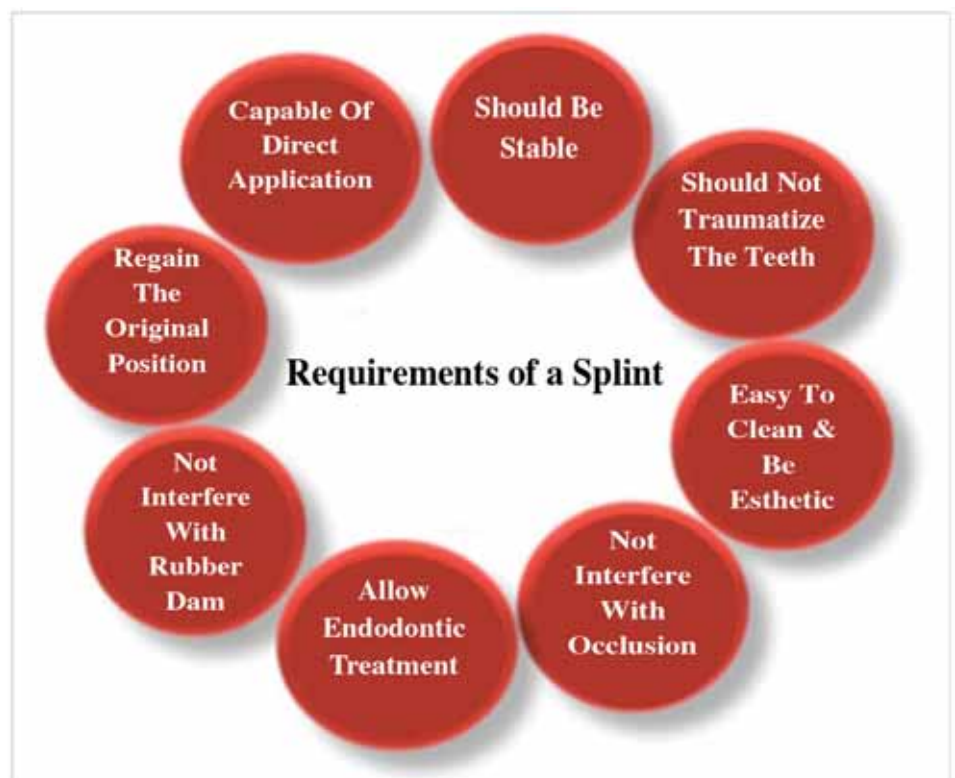 Capable Of
Direct
Application
Should Be
Stable
Should Not
Traumatize
The Teeth
Regain
The
Original
Position
Requirements of a Splint
Easy To
Clean &
Be
Esthetic
Not
Interfere
With
Rubber
Dam
Allow
Endodontic
Treatment
Not
Interfere
With
Occlusion